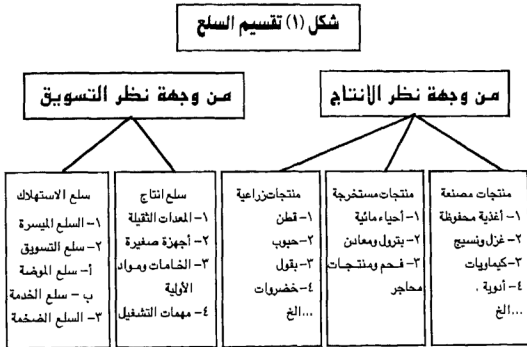 شكل (١) تقسيم السلع
من وجهة نظر الانتاج
من وجهة نظر التسويق
منتجات مصنعة
١- أغذية محفوظة
٢- غزل ونسيج
٣- كيماويات
٤- أدوية .
...الخ
منتجات مستخرجة
١- أحياء مائية
٢- بترول ومعادن
٣- فحم ومنتجات
محاجر
منتجات زراعية
١- قطن
٢- حبوب
٣- بقول
٤- خضروات
...الخ
سلع انتاج
١- المعدات الثقيلة
٢- أجهزة صغيرة
٣- الخامات ومواد
الأولية
٤- مهمات التشغيل
سلع الاستهلاك
١- السلع الميسرة
٢- سلع التسويق
أ- سلع الموضة
ب - سلع الخدمة
٣- السلع الضخمة